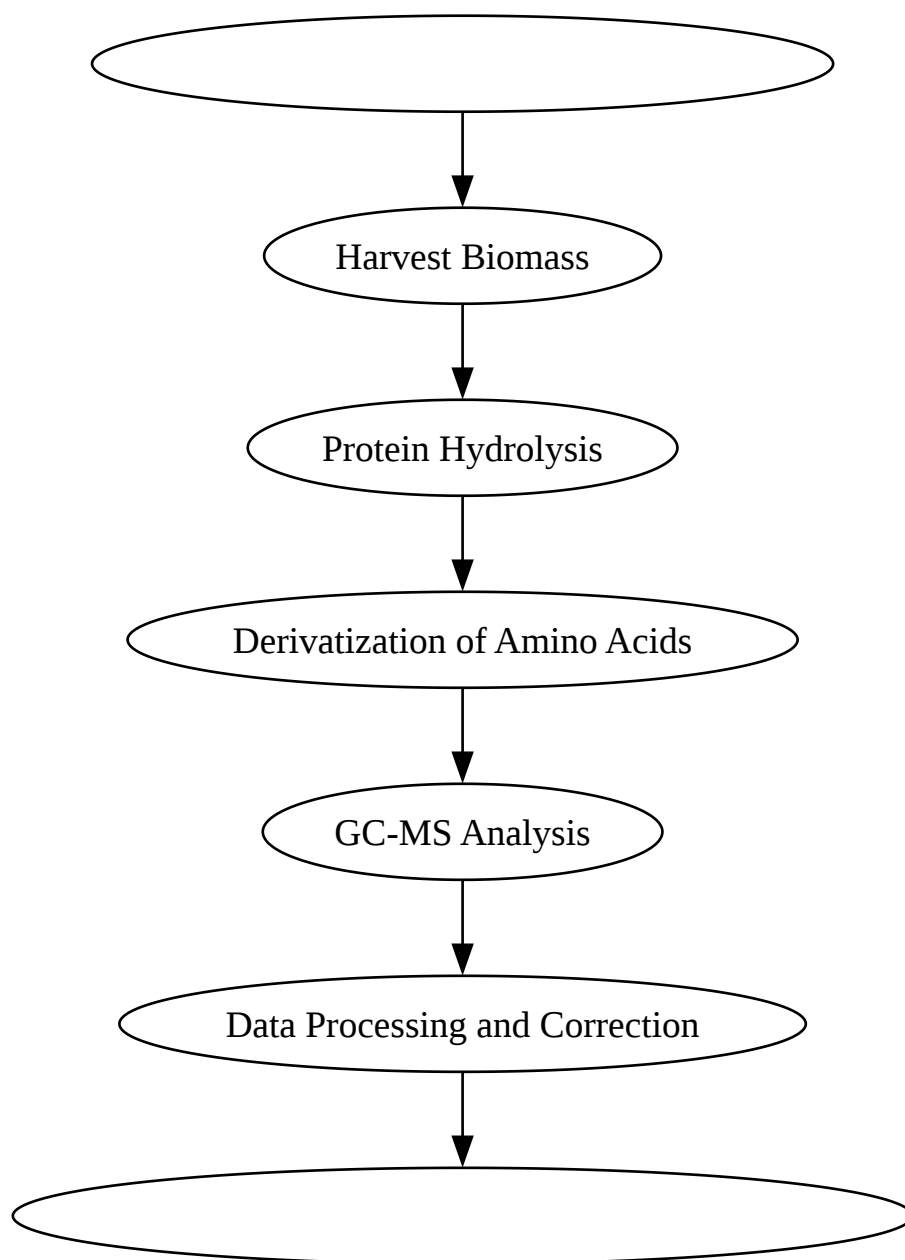 Harvest Biomass
Protein Hydrolysis
Derivatization of Amino Acids
GC-MS Analysis
Data Processing and Correction